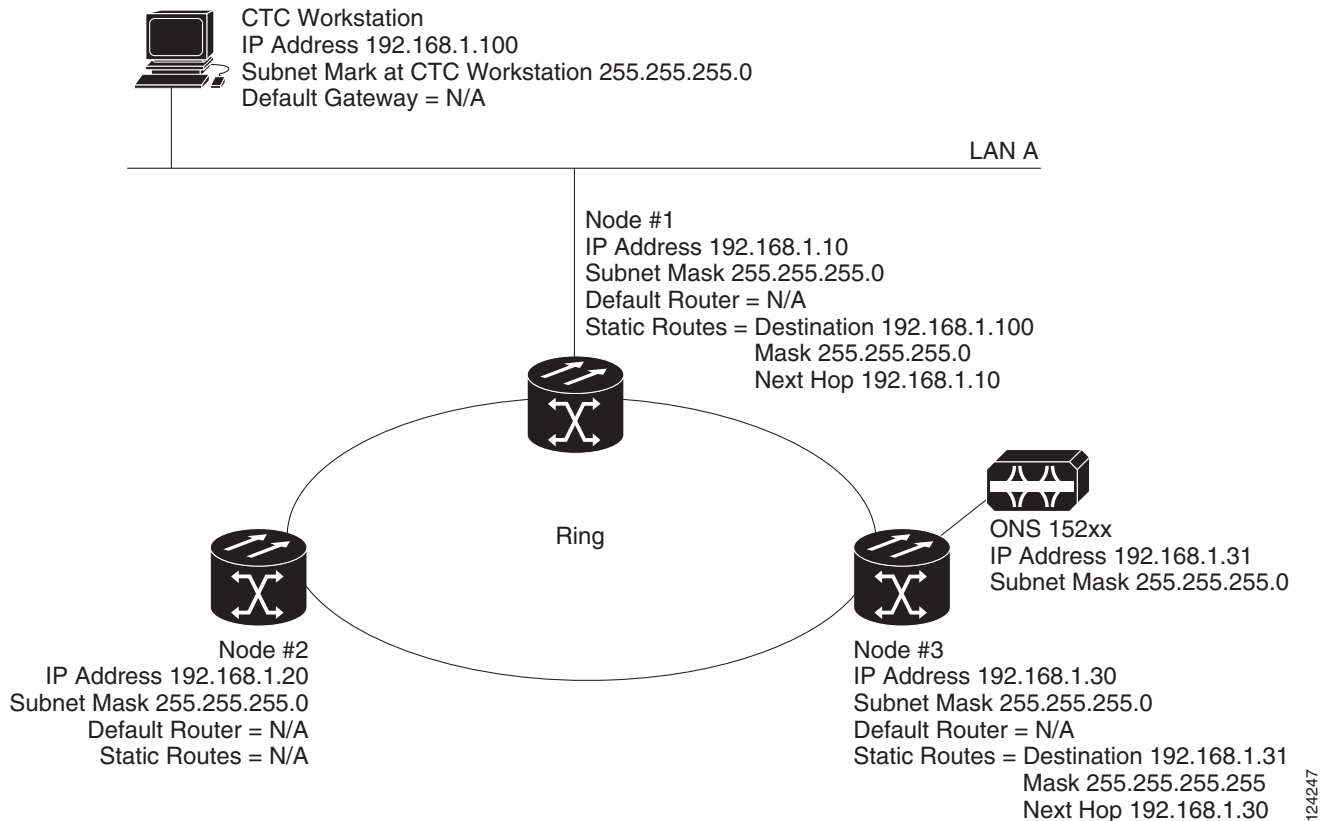 CTC Workstation
IP Address 192.168.1.100
Subnet Mark at CTC Workstation 255.255.255.0
Default Gateway = N/A
LAN A
Node #1
IP Address 192.168.1.10
Subnet Mask 255.255.255.0
Default Router = N/A
Static Routes = Destination 192.168.1.100
Mask 255.255.255.0
Next Hop 192.168.1.10
Ring
ONS 152xx
IP Address 192.168.1.31
Subnet Mask 255.255.255.0
Node #2
IP Address 192.168.1.20
Subnet Mask 255.255.255.0
Default Router = N/A
Static Routes = N/A
Node #3
IP Address 192.168.1.30
Subnet Mask 255.255.255.0
Default Router = N/A
Static Routes = Destination 192.168.1.31
Mask 255.255.255.255
Next Hop 192.168.1.30
124247